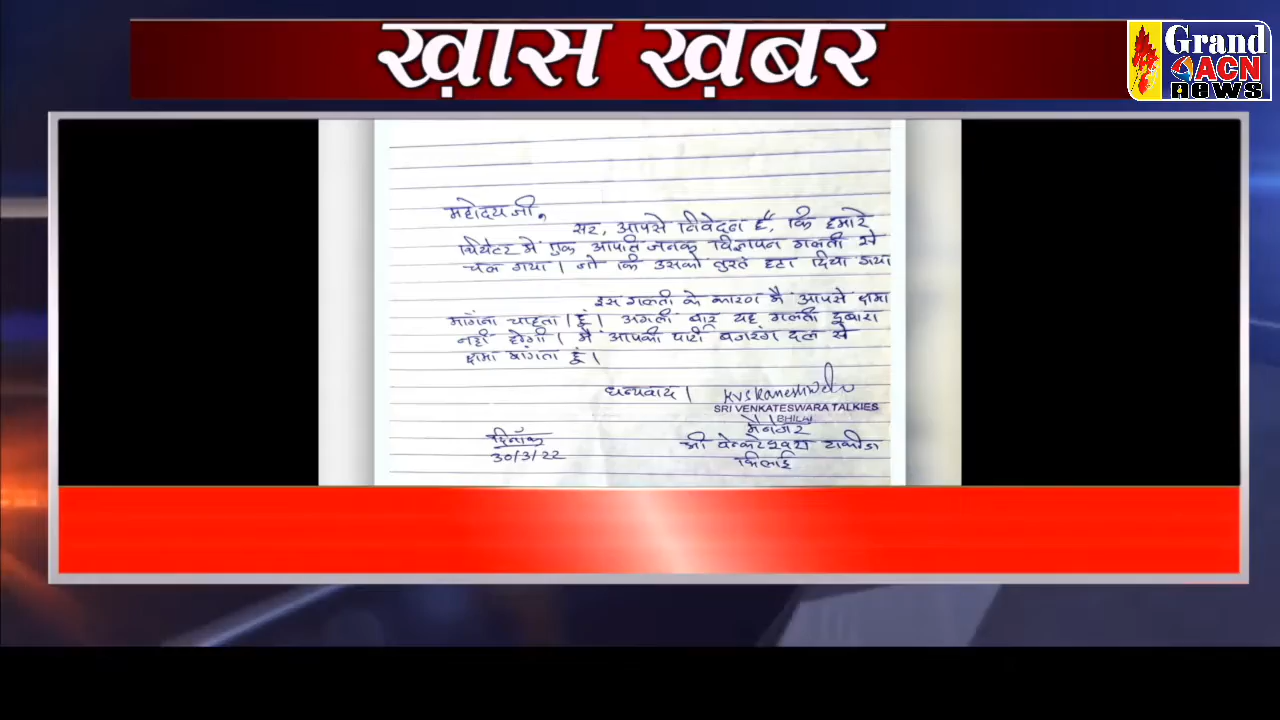 ख़ास ख़बर
Grand
ACN
news
महोदय जी,
सर, आपसे निवेदन है, कि हमारे
थियेटर मे एक आपति जनक विज्ञापन गलती से
चल गया। जो कि उसको तुरंत हटा दिया गया
इस गलती के कारण मैं आपसे क्षमा
मांगना चाहता हूं। अगली बार यह गलती दुबारा
नहीं होगी। मैं आपकी पार्टी बजरंग दल से
क्षमा मांगता हूं।
धन्यवाद।
SRI VENKATESWARA TALKIES
BHILAI
मैनेजर
दिनाँक
श्री वेन्कटेश्वरा टाकीज
30/3/22
भिलाई